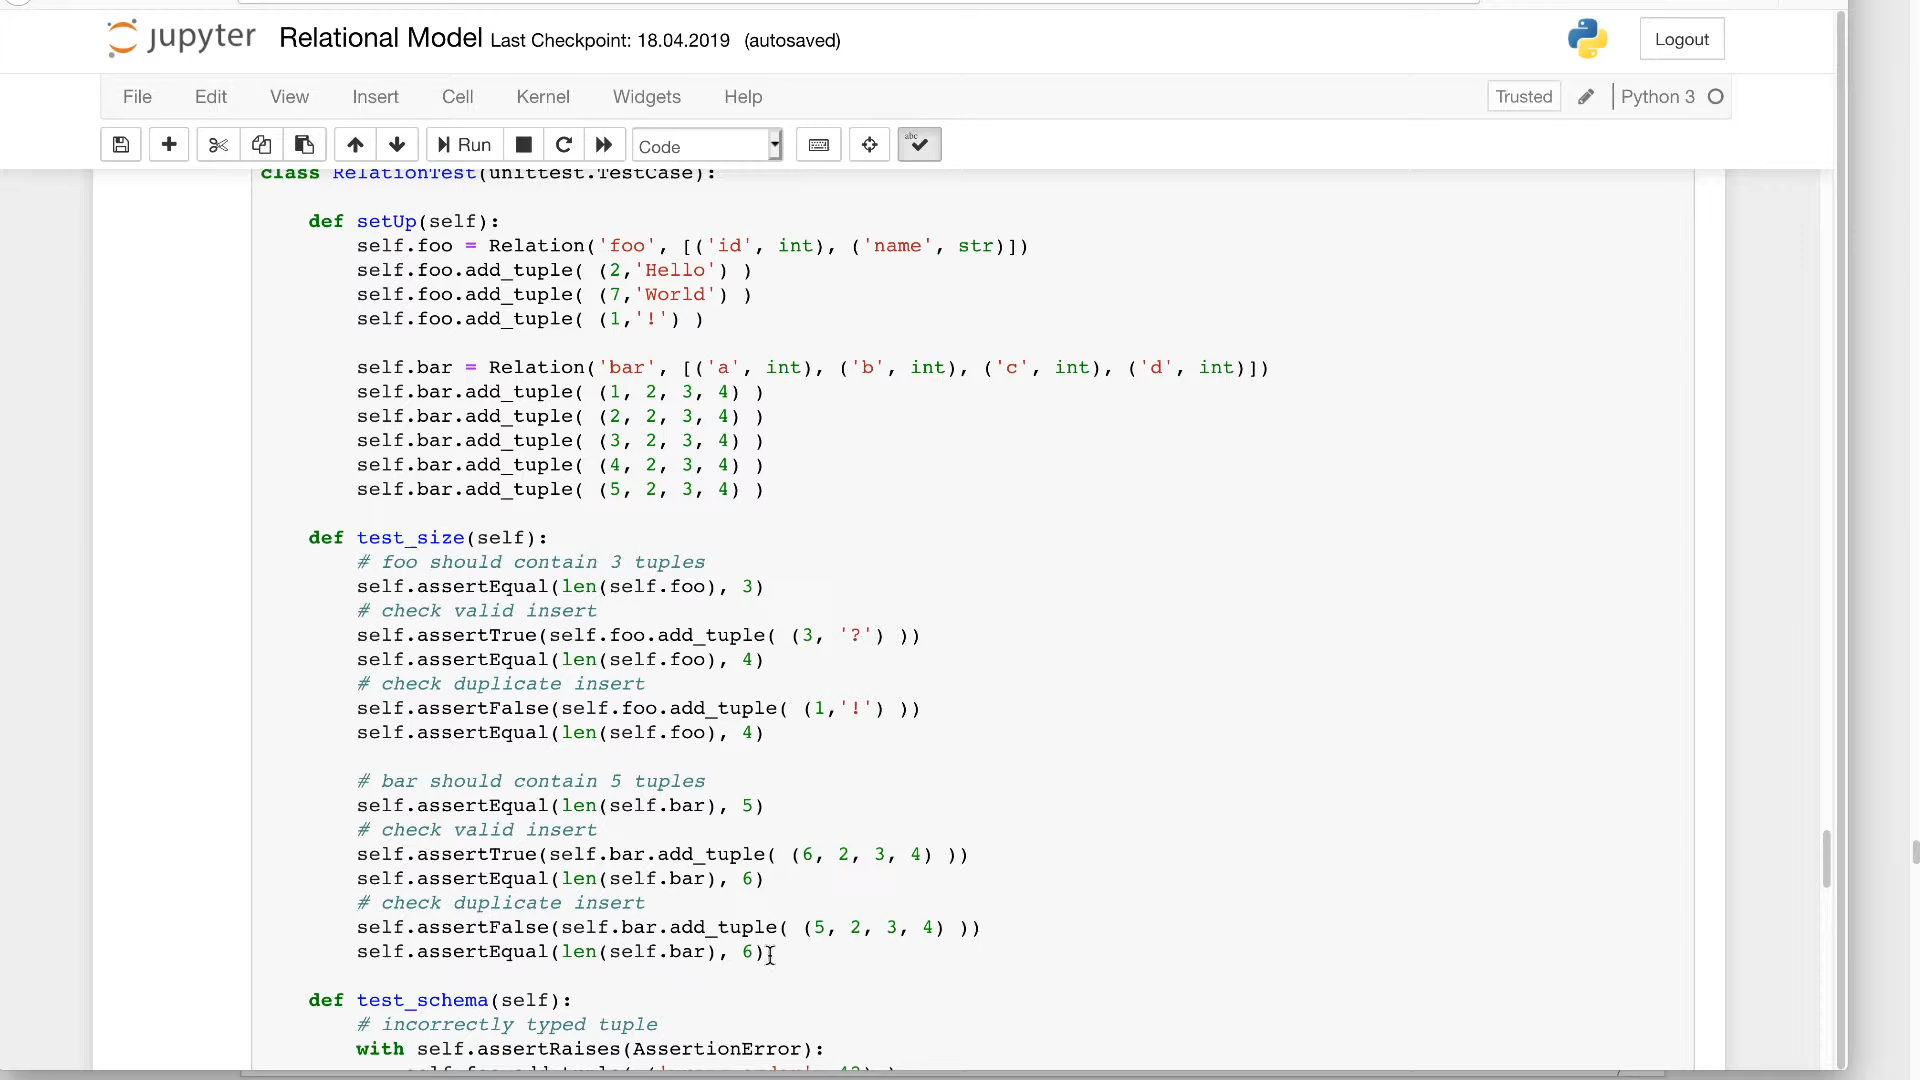 jupyter Relational Model Last Checkpoint: 18.04.2019 (autosaved)
Logout
File Edit View Insert Cell Kernel Widgets Help
Trusted Python 3
Run Code abc
class RelationTest(unittest.TestCase):
def setUp(self):
self.foo = Relation('foo', [('id', int), ('name', str)])
self.foo.add_tuple( (2,'Hello') )
self.foo.add_tuple( (7,'World') )
self.foo.add_tuple( (1,'!') )
self.bar = Relation('bar', [('a', int), ('b', int), ('c', int), ('d', int)])
self.bar.add_tuple( (1, 2, 3, 4) )
self.bar.add_tuple( (2, 2, 3, 4) )
self.bar.add_tuple( (3, 2, 3, 4) )
self.bar.add_tuple( (4, 2, 3, 4) )
self.bar.add_tuple( (5, 2, 3, 4) )
def test_size(self):
# foo should contain 3 tuples
self.assertEqual(len(self.foo), 3)
# check valid insert
self.assertTrue(self.foo.add_tuple( (3, '?') ))
self.assertEqual(len(self.foo), 4)
# check duplicate insert
self.assertFalse(self.foo.add_tuple( (1,'!') ))
self.assertEqual(len(self.foo), 4)
# bar should contain 5 tuples
self.assertEqual(len(self.bar), 5)
# check valid insert
self.assertTrue(self.bar.add_tuple( (6, 2, 3, 4) ))
self.assertEqual(len(self.bar), 6)
# check duplicate insert
self.assertFalse(self.bar.add_tuple( (5, 2, 3, 4) ))
self.assertEqual(len(self.bar), 6)
def test_schema(self):
# incorrectly typed tuple
with self.assertRaises(AssertionError):